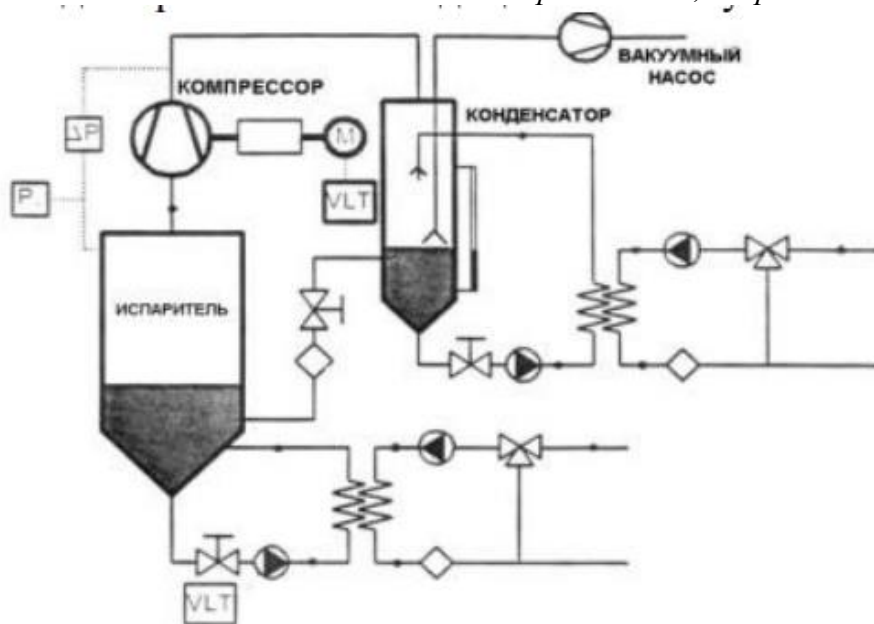 ВАКУУМНЫЙ
НАСОС
КОМПРЕССОР
КОНДЕНСАТОР
ΔP
M
P
VLT
ИСПАРИТЕЛЬ
VLT